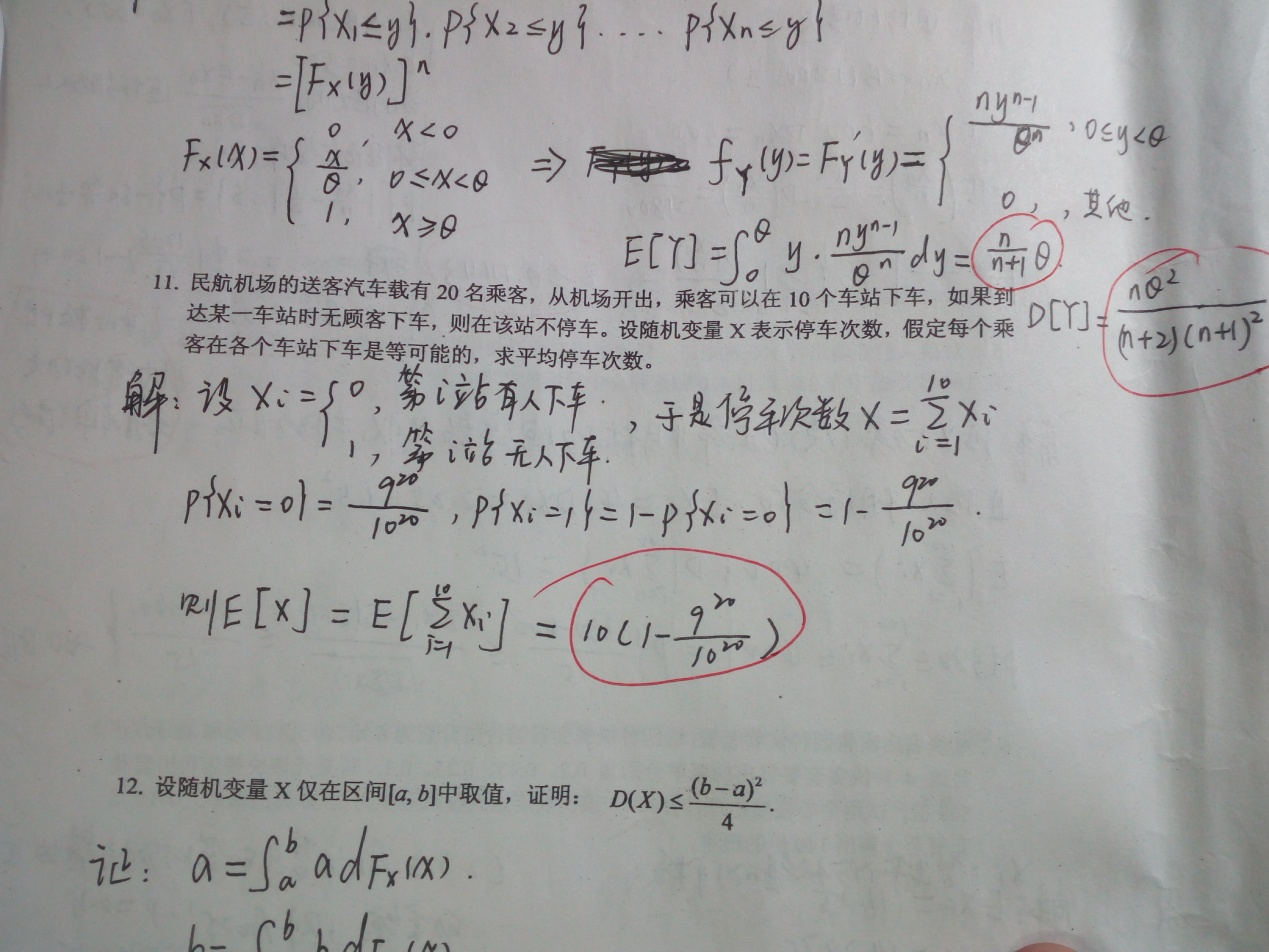 =P{X₁≤y}·P{X₂≤y}.... P{Xn≤y}
=[Fx(y)]ⁿ
Fx(x)={0, x<0; x/θ, 0≤x<θ; 1, x≥θ ⇒ f_Y(y)=F_Y'(y)={nyⁿ⁻¹/θⁿ, 0≤y<θ; 0, , 其他.
E[Y]=∫₀^θ y·nyⁿ⁻¹/θⁿ dy=n/(n+1) θ.
D[Y]=nθ²/(n+2)(n+1)²
11. 民航机场的送客汽车载有 20 名乘客，从机场开出，乘客可以在 10 个车站下车，如果到
达某一车站时无顾客下车，则在该站不停车。设随机变量 X 表示停车次数，假定每个乘
客在各个车站下车是等可能的，求平均停车次数。
解: 设 Xi={0, 第i站有人下车. ; 1, 第i站无人下车. ，于是停车次数 X=∑_{i=1}^{10} Xi
P{Xi=0}=9²⁰/10²⁰, P{Xi=1}=1-P{Xi=0}=1-9²⁰/10²⁰.
则E[X]=E[∑_{i=1}^{10} Xi]=10(1-9²⁰/10²⁰)
12. 设随机变量 X 仅在区间[a, b]中取值，证明： D(X)≤(b−a)²/4.
证: a=∫_a^b a dFx(x).